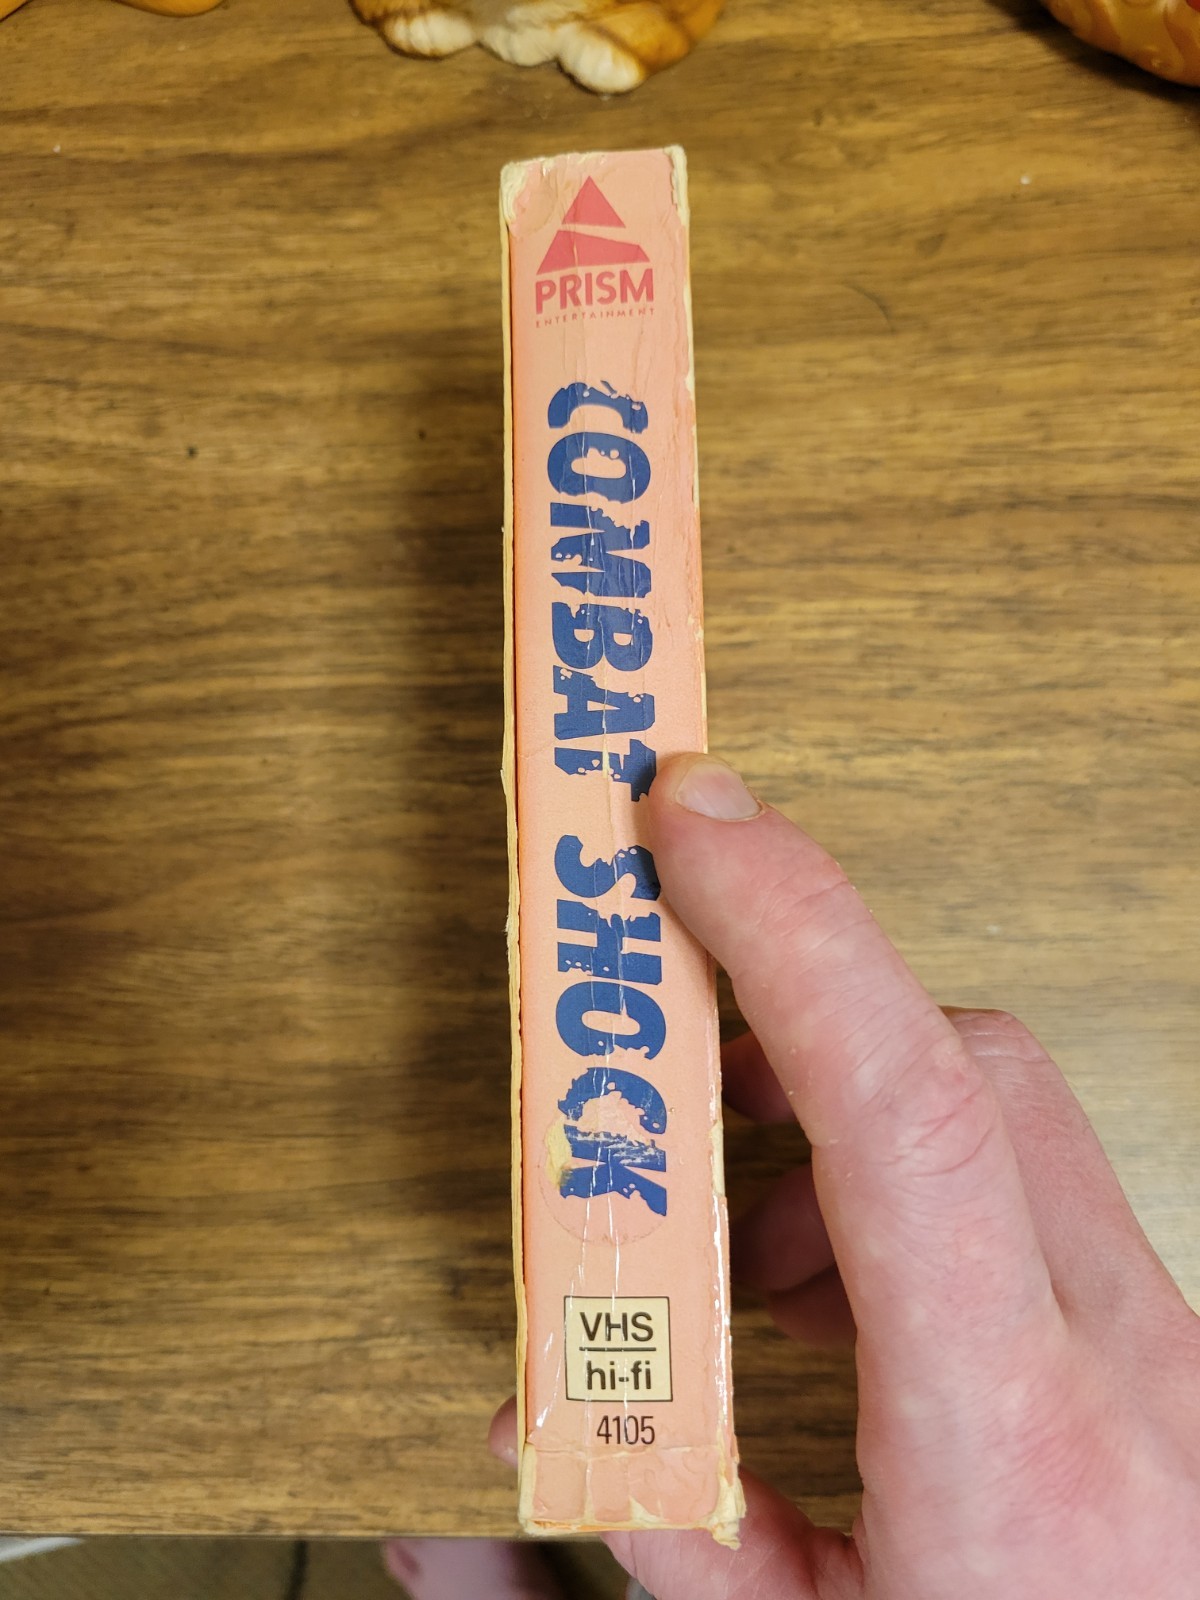 PRISM
ENTERTAINMENT
COMBAT SHOCK
VHS
hi-fi
4105